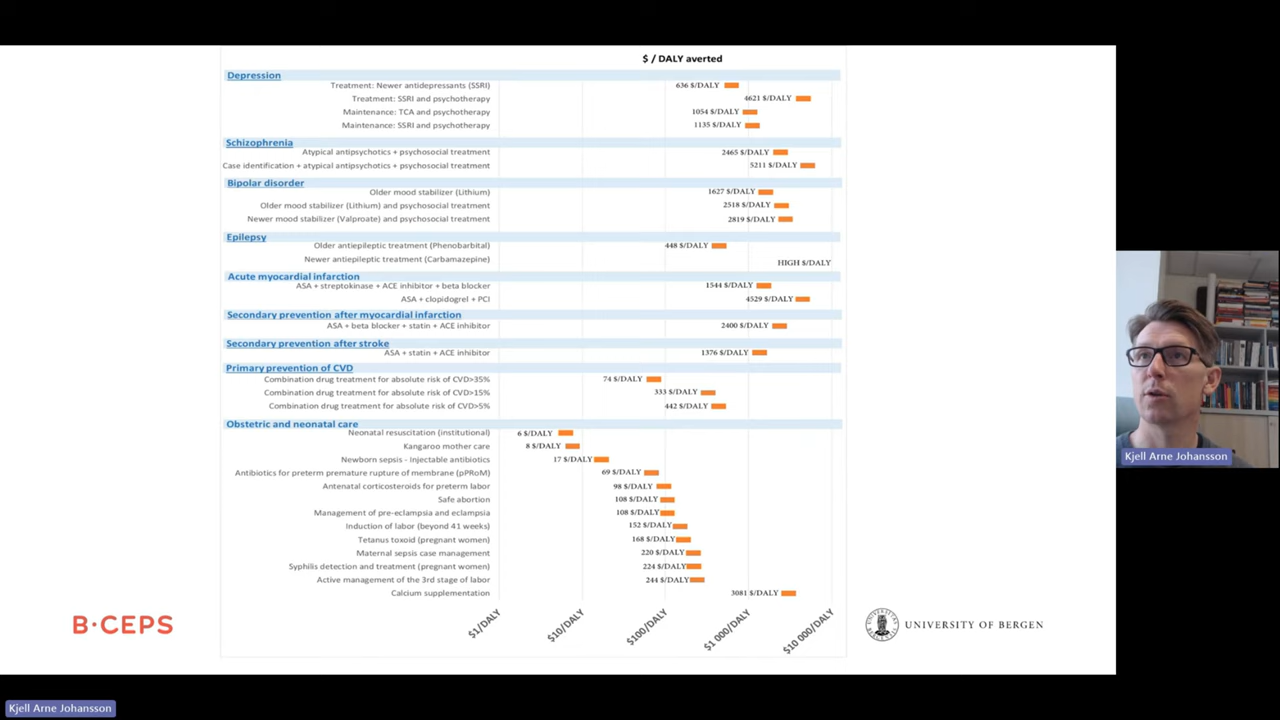 $ / DALY averted
Depression
Treatment: Newer antidepressants (SSRI) 636 $/DALY
Treatment: SSRI and psychotherapy 4621 $/DALY
Maintenance: TCA and psychotherapy 1054 $/DALY
Maintenance: SSRI and psychotherapy 1135 $/DALY
Schizophrenia
Atypical antipsychotics + psychosocial treatment 2465 $/DALY
Case identification + atypical antipsychotics + psychosocial treatment 5211 $/DALY
Bipolar disorder
Older mood stabilizer (Lithium) 1627 $/DALY
Older mood stabilizer (Lithium) and psychosocial treatment 2518 $/DALY
Newer mood stabilizer (Valproate) and psychosocial treatment 2819 $/DALY
Epilepsy
Older antiepileptic treatment (Phenobarbital) 448 $/DALY
Newer antiepileptic treatment (Carbamazepine) HIGH $/DALY
Acute myocardial infarction
ASA + streptokinase + ACE inhibitor + beta blocker 1544 $/DALY
ASA + clopidogrel + PCI 4529 $/DALY
Secondary prevention after myocardial infarction
ASA + beta blocker + statin + ACE inhibitor 2400 $/DALY
Secondary prevention after stroke
ASA + statin + ACE inhibitor 1376 $/DALY
Primary prevention of CVD
Combination drug treatment for absolute risk of CVD>35% 74 $/DALY
Combination drug treatment for absolute risk of CVD>15% 333 $/DALY
Combination drug treatment for absolute risk of CVD>5% 442 $/DALY
Obstetric and neonatal care
Neonatal resuscitation (institutional) 6 $/DALY
Kangaroo mother care 8 $/DALY
Newborn sepsis - Injectable antibiotics 17 $/DALY
Antibiotics for preterm premature rupture of membrane (pPRoM) 69 $/DALY
Antenatal corticosteroids for preterm labor 98 $/DALY
Safe abortion 108 $/DALY
Management of pre-eclampsia and eclampsia 108 $/DALY
Induction of labor (beyond 41 weeks) 152 $/DALY
Tetanus toxoid (pregnant women) 168 $/DALY
Maternal sepsis case management 220 $/DALY
Syphilis detection and treatment (pregnant women) 224 $/DALY
Active management of the 3rd stage of labor 244 $/DALY
Calcium supplementation 3081 $/DALY
$1/DALY $10/DALY $100/DALY $1 000/DALY $10 000/DALY
B·CEPS
UNIVERSITY OF BERGEN
Kjell Arne Johansson
Kjell Arne Johansson